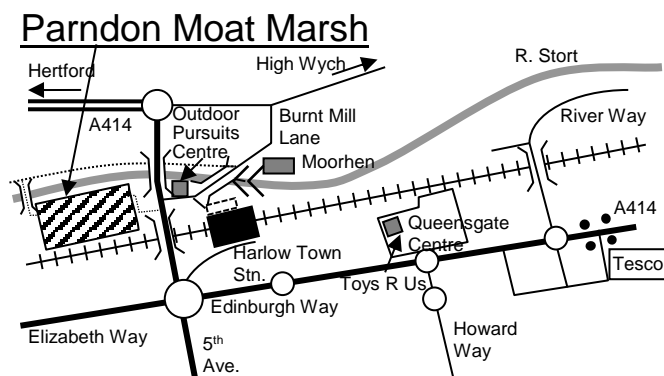 Parndon Moat Marsh
Hertford
High Wych
R. Stort
A414
Outdoor
Pursuits
Centre
Burnt Mill
Lane
River Way
Moorhen
A414
Queensgate
Centre
Harlow Town
Stn.
Toys R Us
Tesco
Edinburgh Way
Elizabeth Way
5th
Ave.
Howard
Way